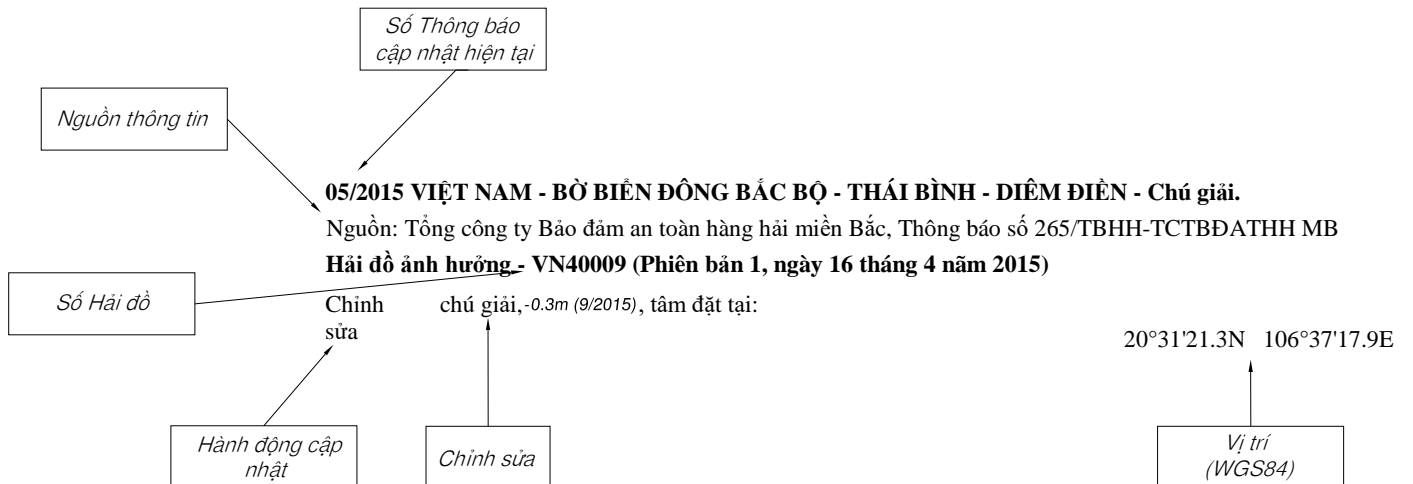 Số Thông báo
cập nhật hiện tại
Nguồn thông tin
05/2015 VIỆT NAM - BỜ BIỂN ĐÔNG BẮC BỘ - THÁI BÌNH - DIÊM ĐIỀN - Chú giải.
Nguồn: Tổng công ty Bảo đảm an toàn hàng hải miền Bắc, Thông báo số 265/TBHH-TCTBĐATHH MB
Hải đồ ảnh hưởng - VN40009 (Phiên bản 1, ngày 16 tháng 4 năm 2015)
Số Hải đồ
Chỉnh sửa chú giải, -0.3m (9/2015), tâm đặt tại:
20°31'21.3N 106°37'17.9E
Hành động cập
nhật
Chỉnh sửa
Vị trí
(WGS84)